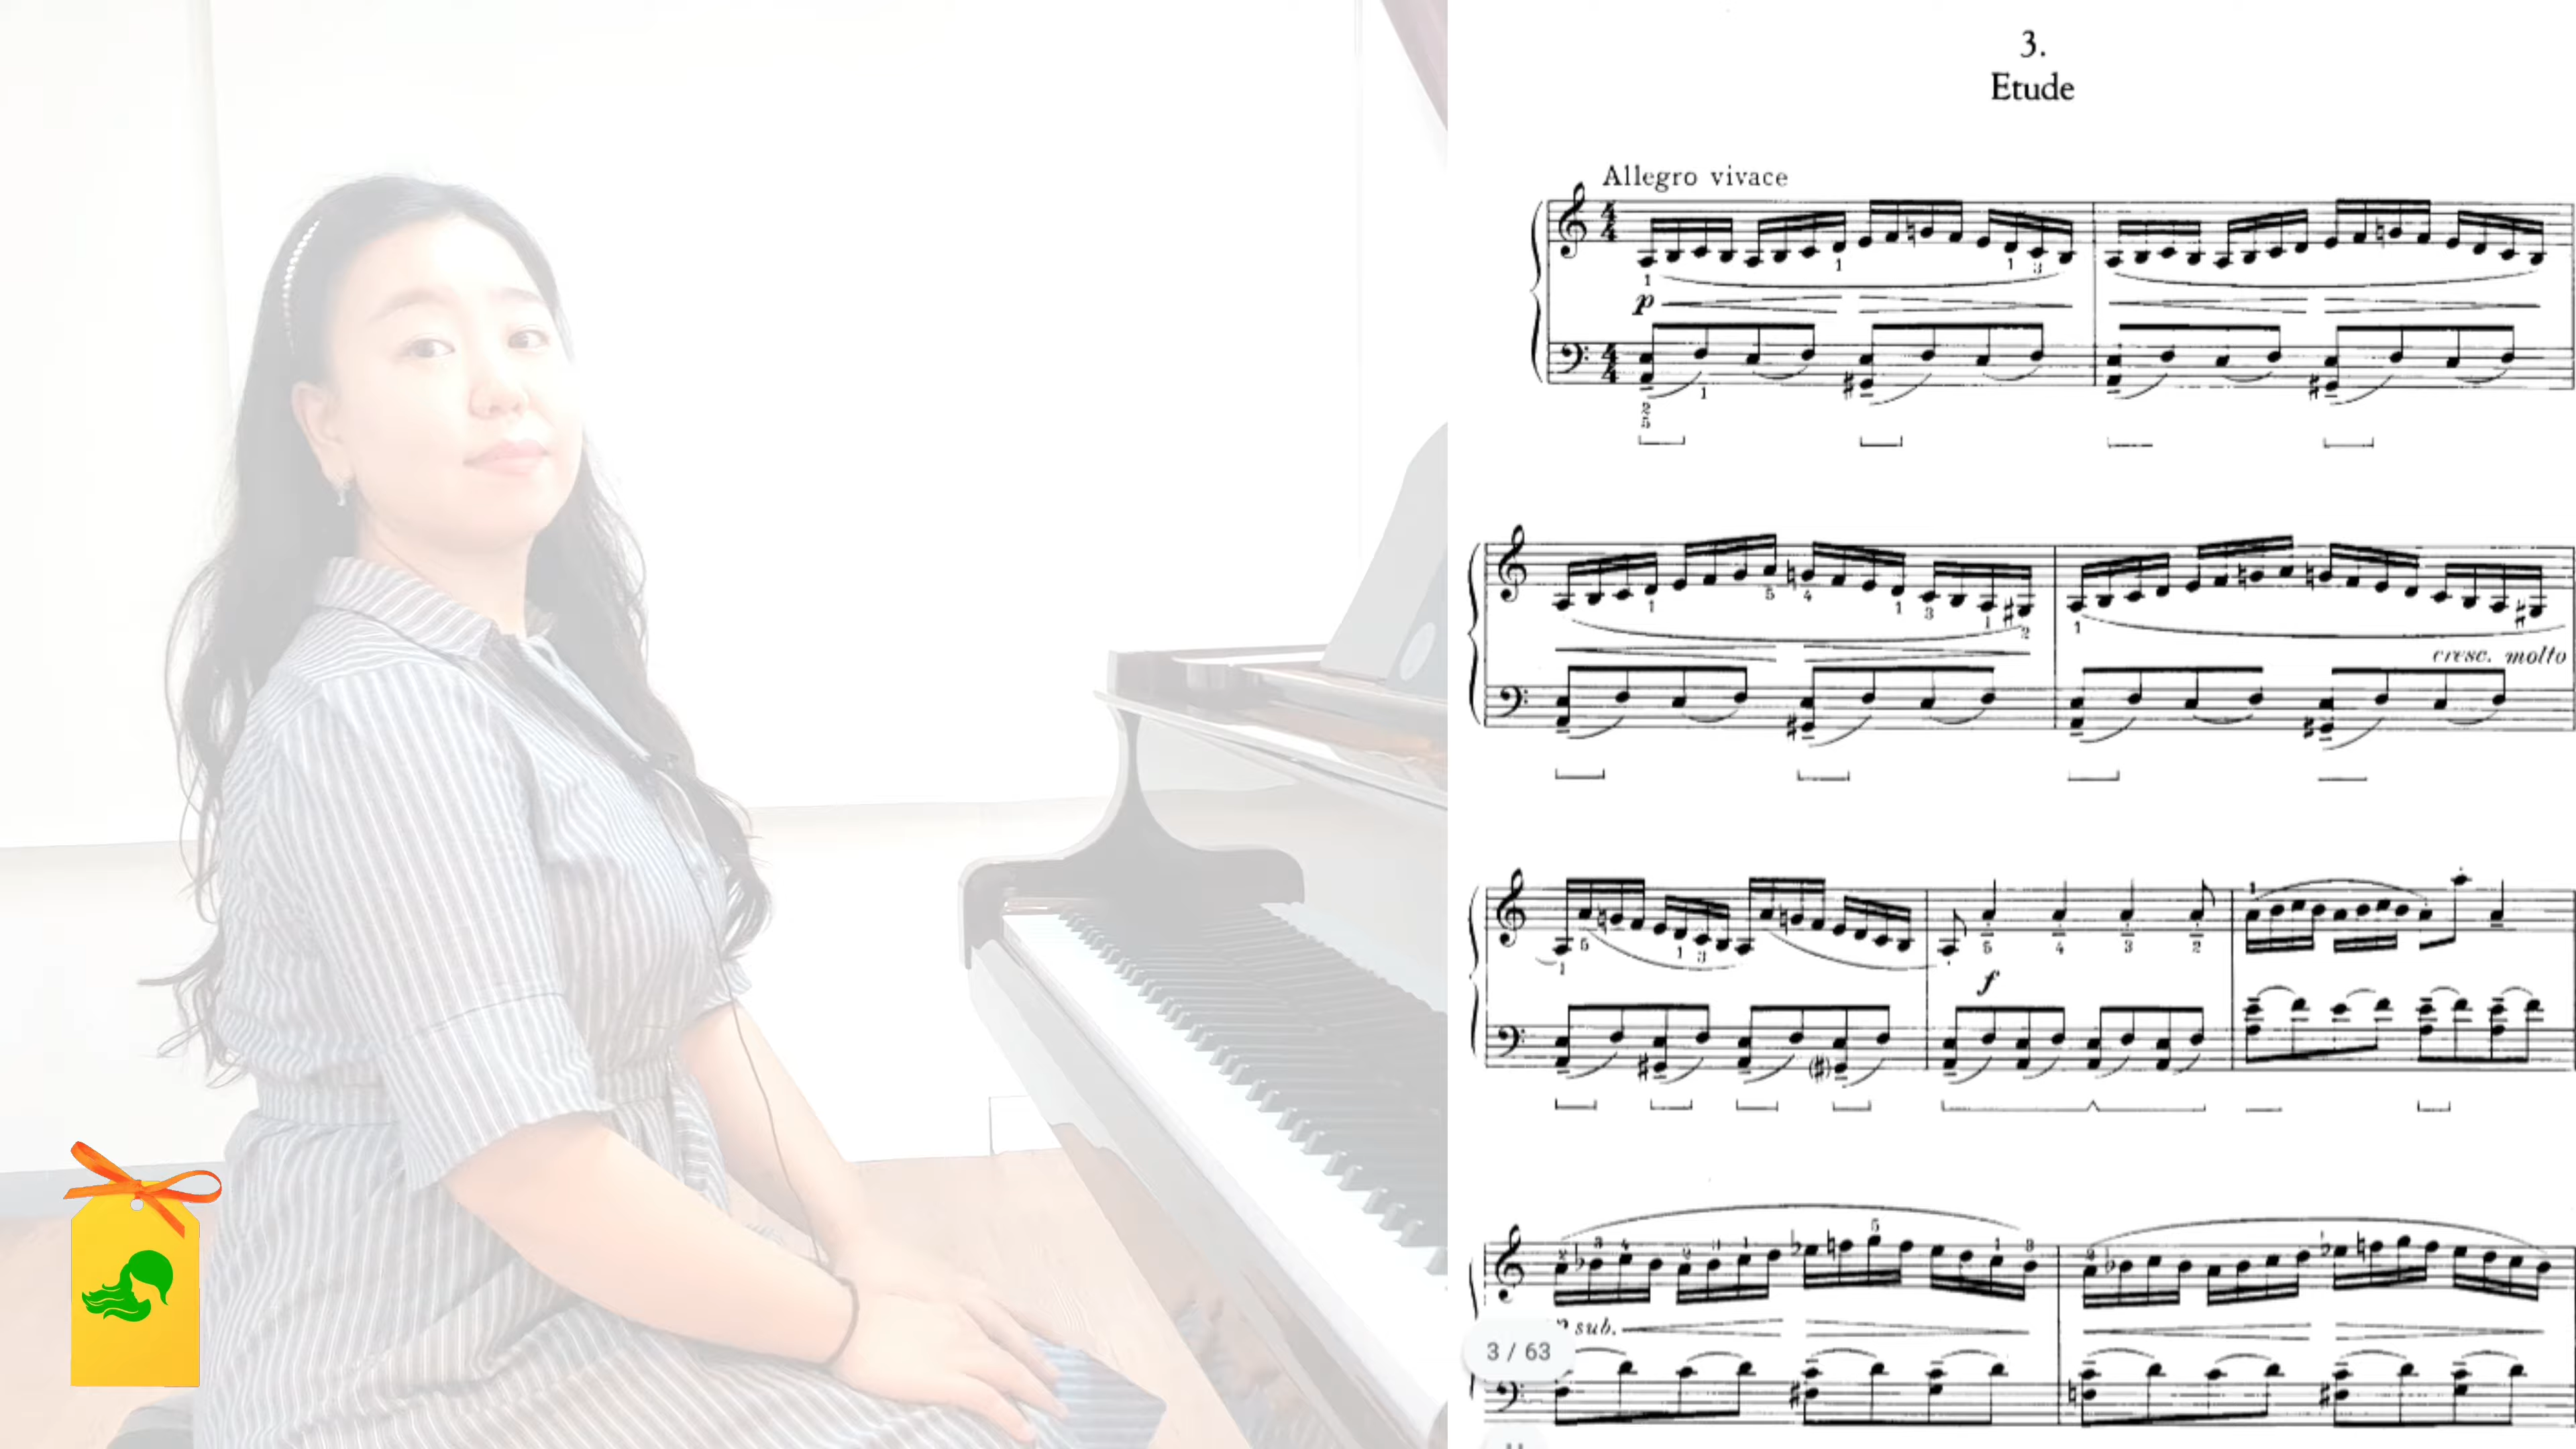 3.
Etude
Allegro vivace
p
cresc. molto
f
sub.
3 / 63